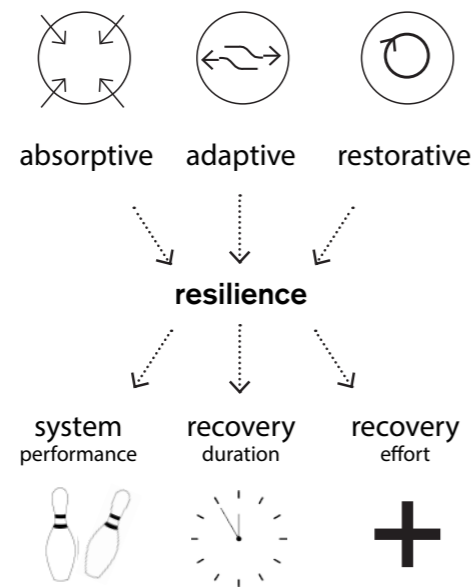 absorptive adaptive restorative
resilience
system recovery recovery
performance duration effort